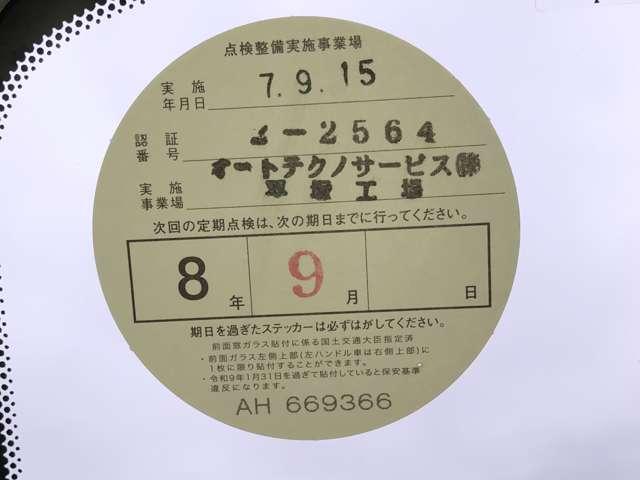 点検整備実施事業場
実施
年月日
7.9.15
認証
番号
2-2564
オートテクノサービス㈱
実施
事業場
工場
次回の定期点検は、次の期日までに行ってください。
8年 9月 日
期日を過ぎたステッカーは必ずはがしてください。
前面窓ガラス貼付に係る国土交通大臣指定済
・前面ガラス左側上部(左ハンドル車は右側上部)に
1枚に限り貼付することができます。
・令和9年1月31日を過ぎて貼付していると保安基準
違反になります。
AH 669366